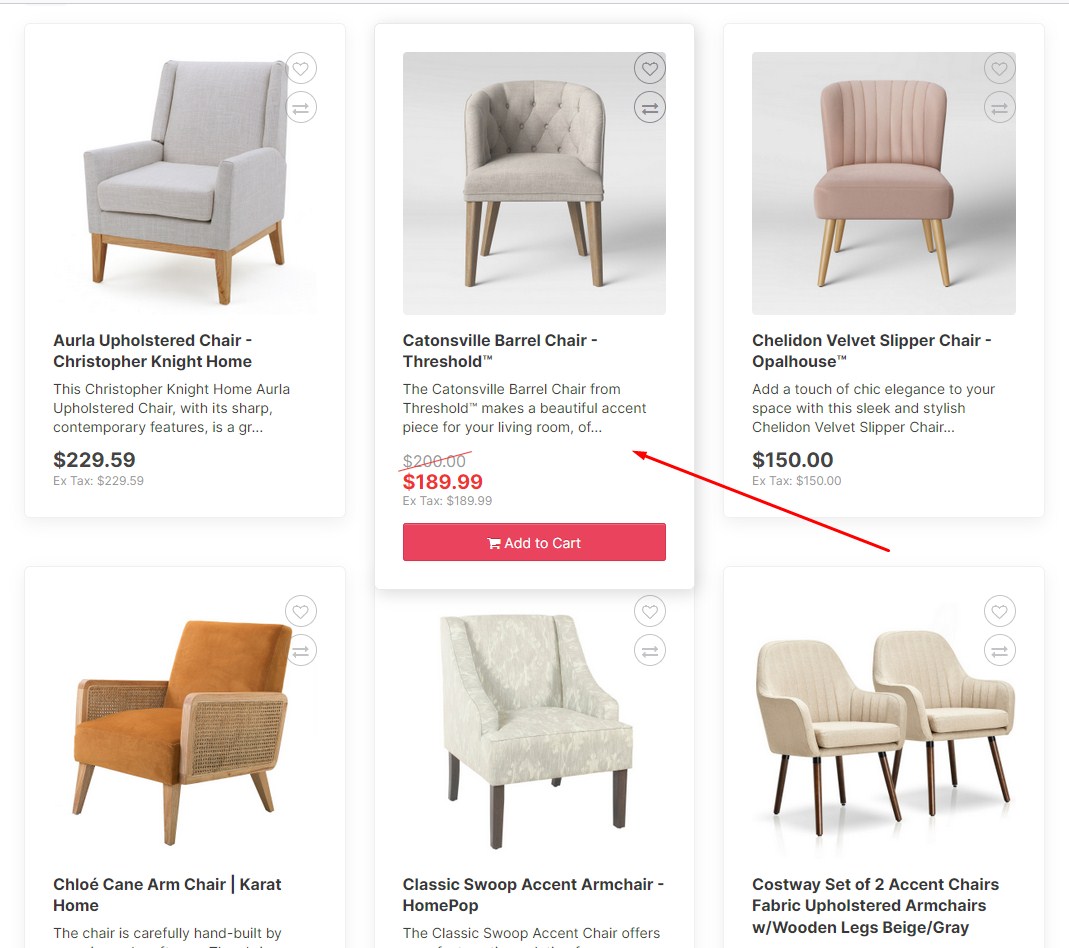 Aurla Upholstered Chair -
Christopher Knight Home
This Christopher Knight Home Aurla
Upholstered Chair, with its sharp,
contemporary features, is a gr...
$229.59
Ex Tax: $229.59
Catonsville Barrel Chair -
Threshold™
The Catonsville Barrel Chair from
Threshold™ makes a beautiful accent
piece for your living room, of...
$200.00
$189.99
Ex Tax: $189.99
Add to Cart
Chelidon Velvet Slipper Chair -
Opalhouse™
Add a touch of chic elegance to your
space with this sleek and stylish
Chelidon Velvet Slipper Chair...
$150.00
Ex Tax: $150.00
Chloé Cane Arm Chair | Karat
Home
The chair is carefully hand-built by
Classic Swoop Accent Armchair -
HomePop
The Classic Swoop Accent Chair offers
Costway Set of 2 Accent Chairs
Fabric Upholstered Armchairs
w/Wooden Legs Beige/Gray